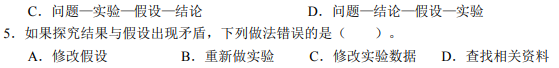 C．问题—实验—假设—结论 D．问题—结论—假设—实验
5．如果探究结果与假设出现矛盾，下列做法错误的是（ ）。
A．修改假设 B．重新做实验 C．修改实验数据 D．查找相关资料